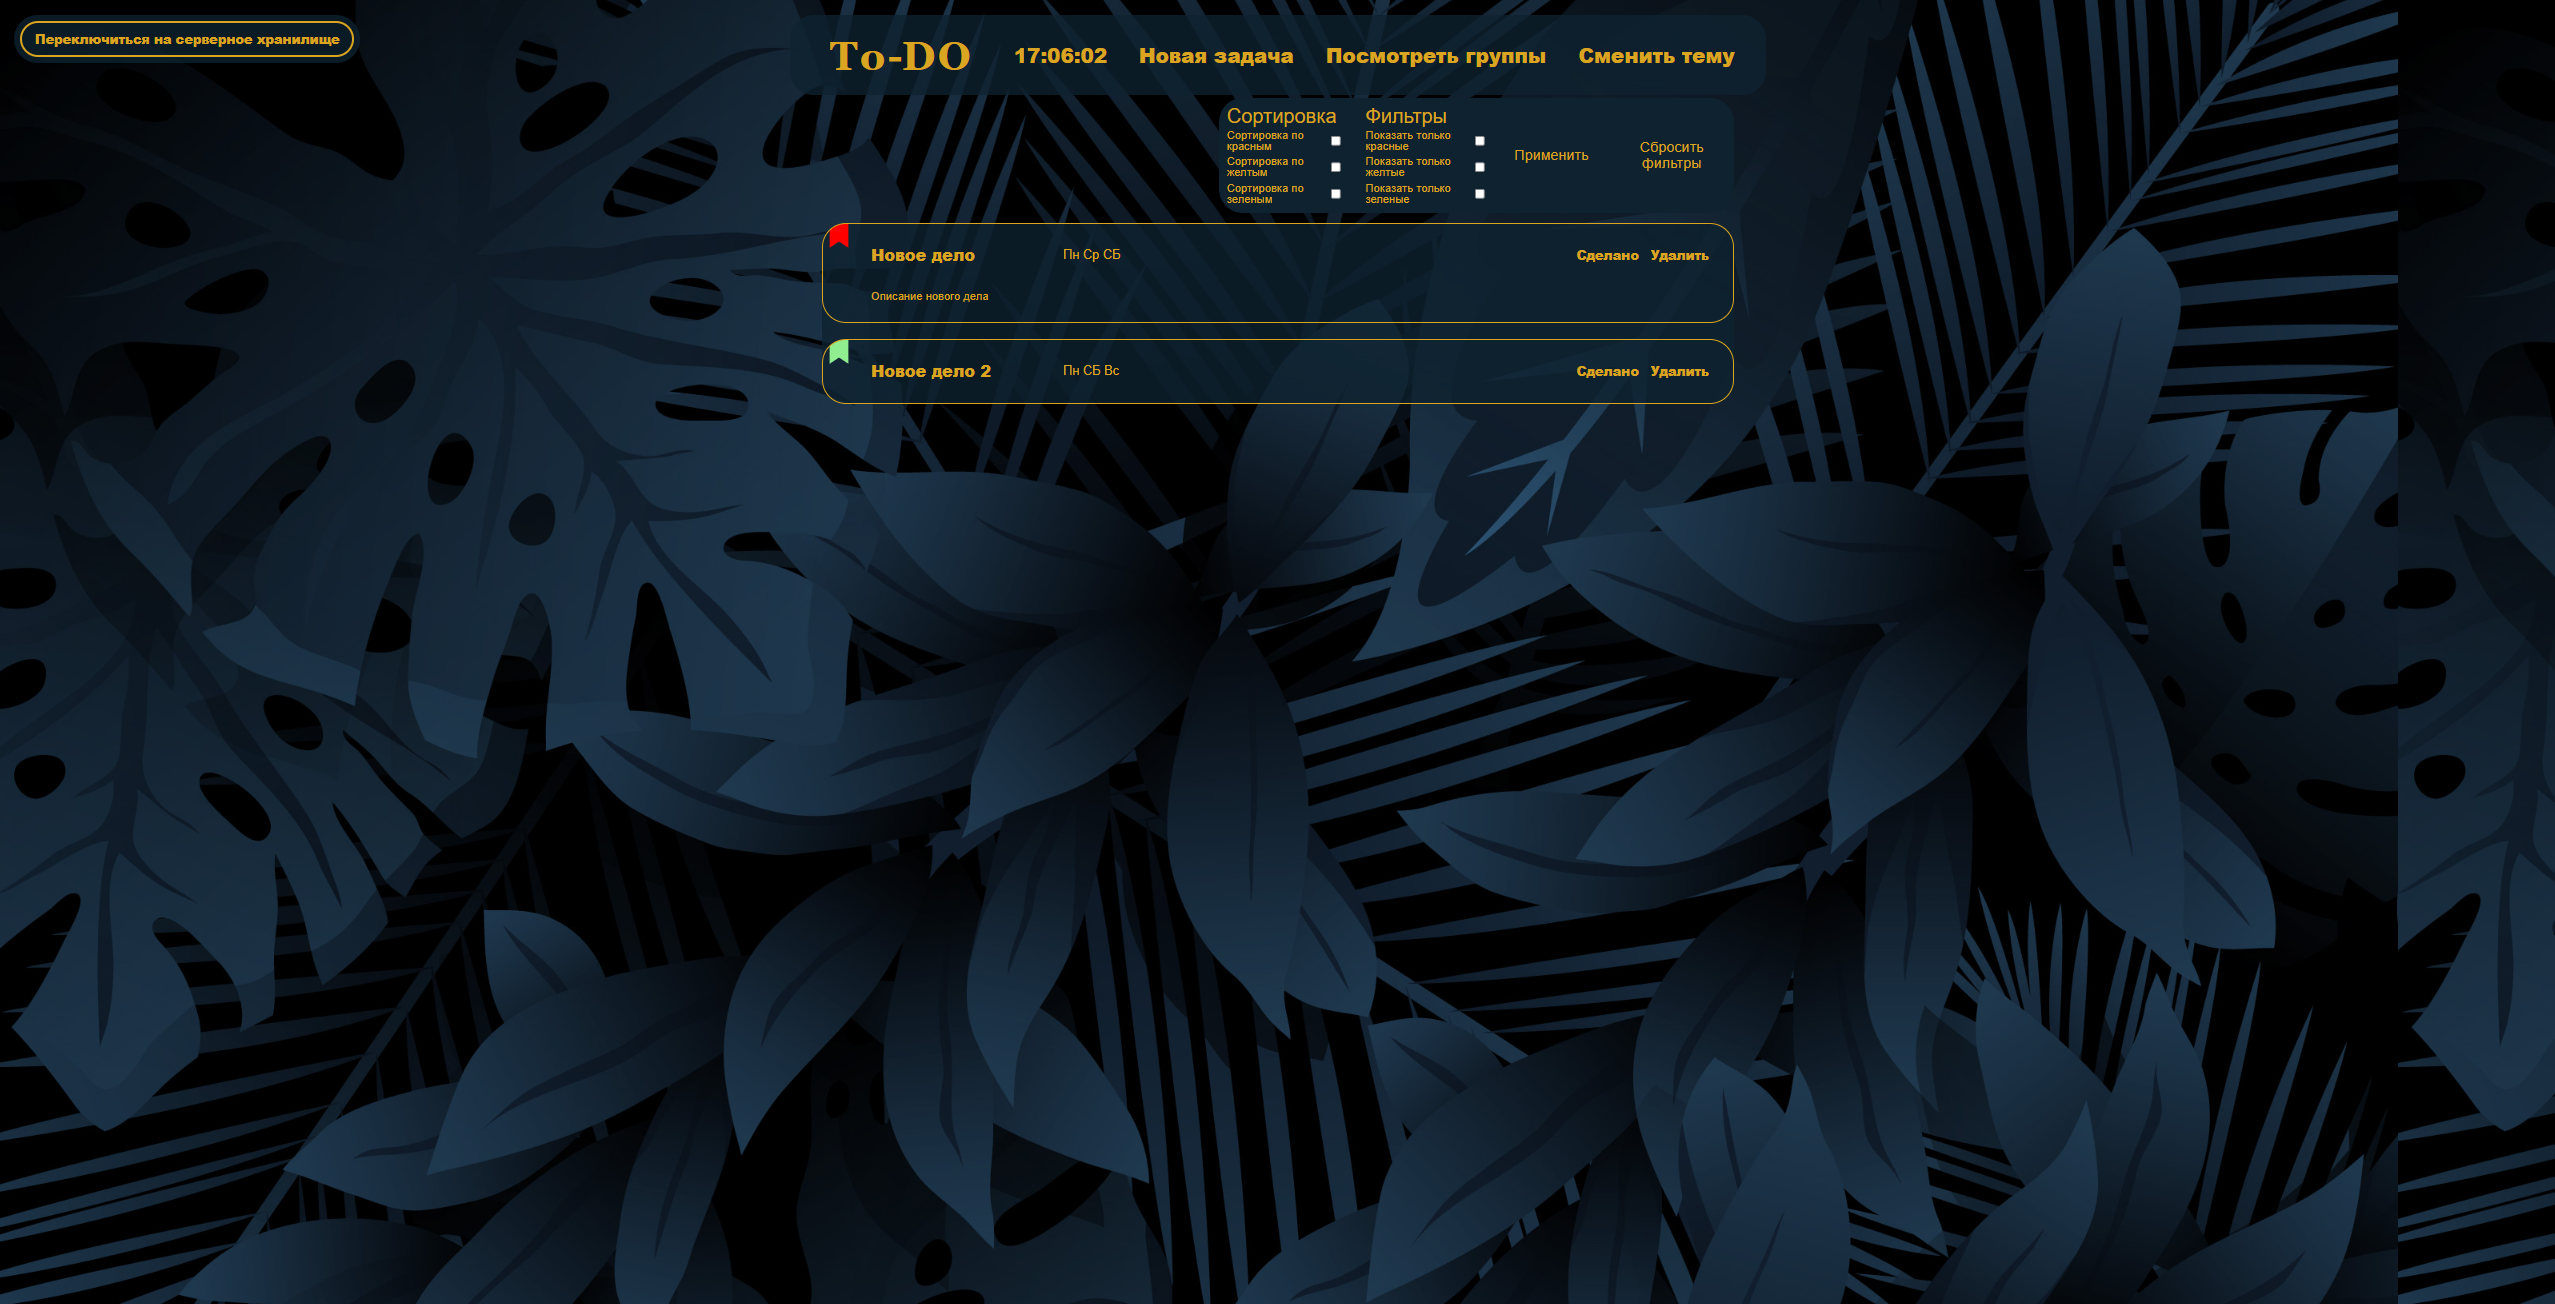 Переключиться на серверное хранилище
To-DO
17:06:02
Новая задача
Посмотреть группы
Сменить тему
Сортировка
Сортировка по
красным
Сортировка по
желтым
Сортировка по
зеленым
Фильтры
Показать только
красные
Показать только
желтые
Показать только
зеленые
Применить
Сбросить
фильтры
Новое дело
Пн Ср СБ
Сделано
Удалить
Описание нового дела
Новое дело 2
Пн СБ Вс
Сделано
Удалить